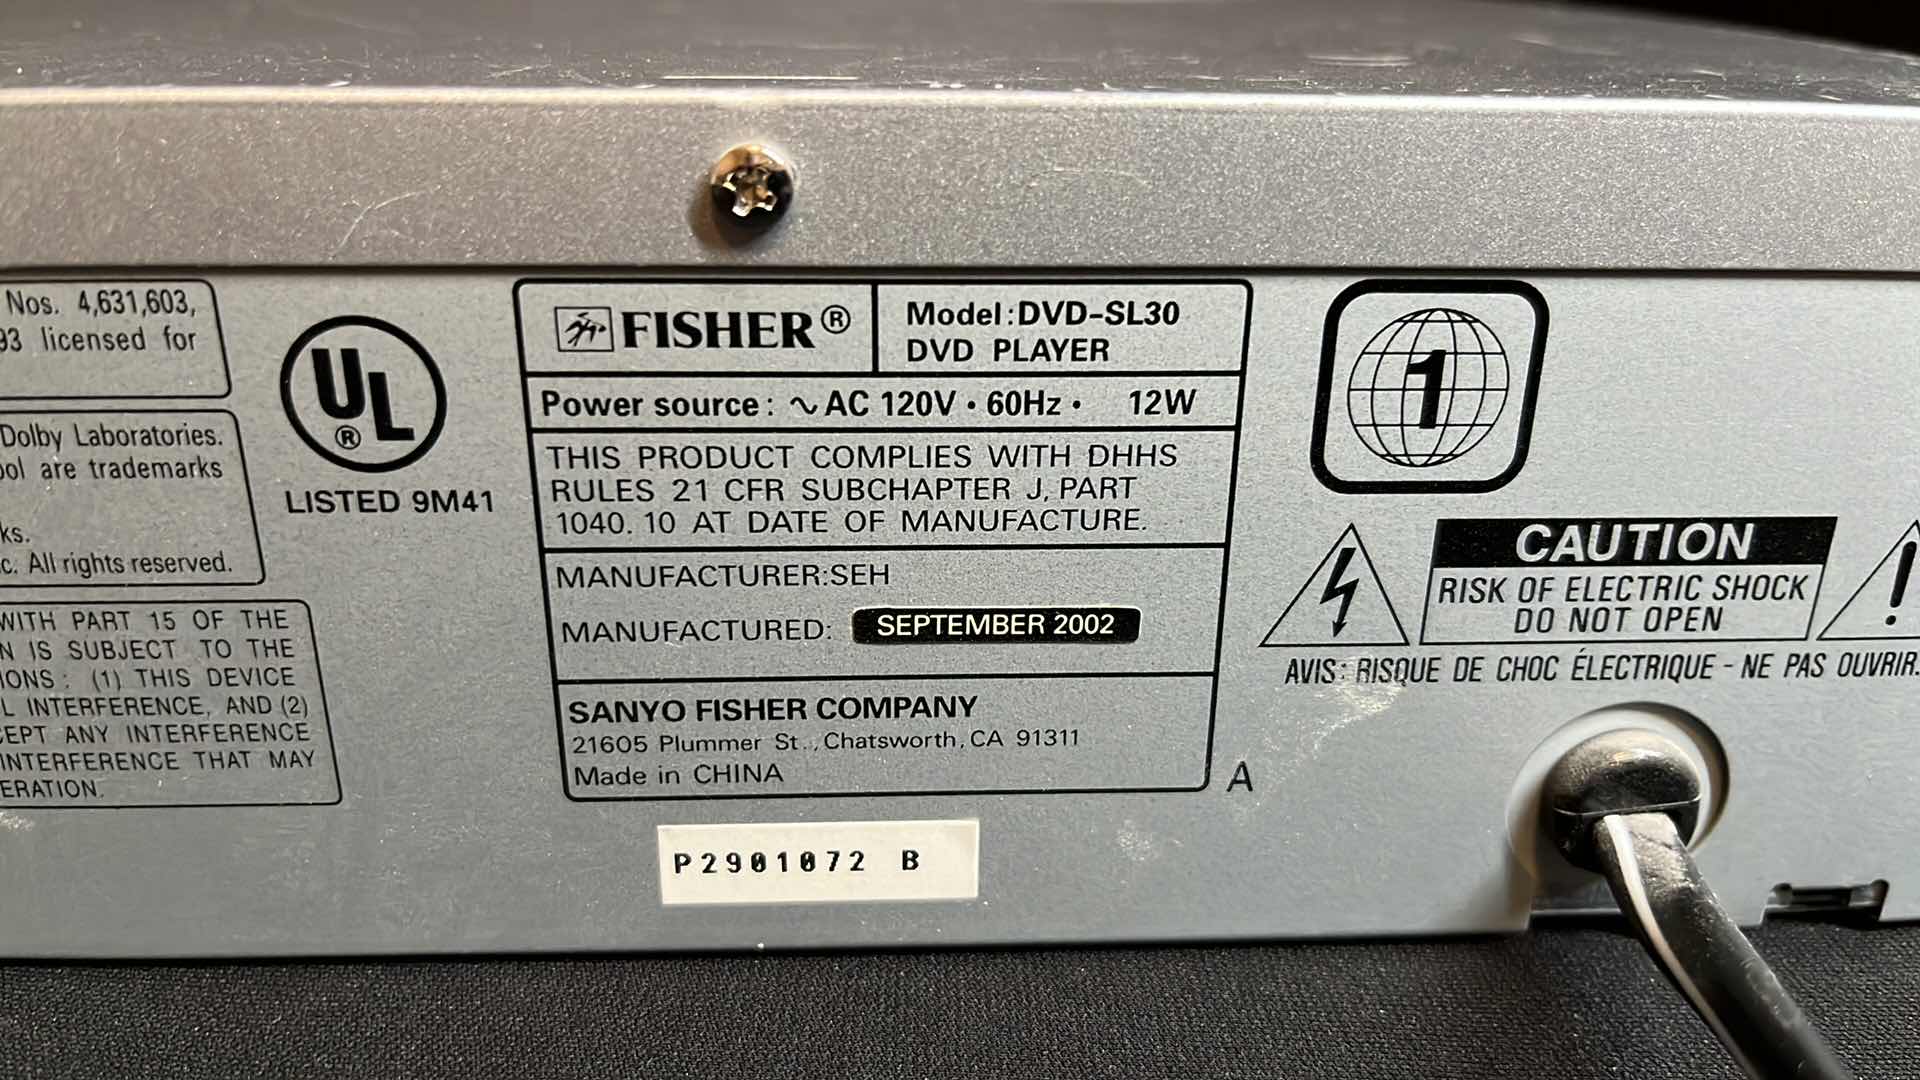 Nos. 4,631,603,
93 licensed for
Dolby Laboratories.
ol are trademarks
ks.
c. All rights reserved.
WITH PART 15 OF THE
N IS SUBJECT TO THE
IONS : (1) THIS DEVICE
L INTERFERENCE, AND (2)
CEPT ANY INTERFERENCE
INTERFERENCE THAT MAY
ERATION.
UL®
LISTED 9M41
FISHER®
Model:DVD-SL30
DVD PLAYER
Power source: ∿ AC 120V • 60Hz • 12W
THIS PRODUCT COMPLIES WITH DHHS
RULES 21 CFR SUBCHAPTER J, PART
1040.10 AT DATE OF MANUFACTURE.
MANUFACTURER:SEH
MANUFACTURED: SEPTEMBER 2002
SANYO FISHER COMPANY
21605 Plummer St., Chatsworth, CA 91311
Made in CHINA
A
P2901072 B
1
CAUTION
RISK OF ELECTRIC SHOCK
DO NOT OPEN
!
AVIS: RISQUE DE CHOC ÉLECTRIQUE - NE PAS OUVRIR.